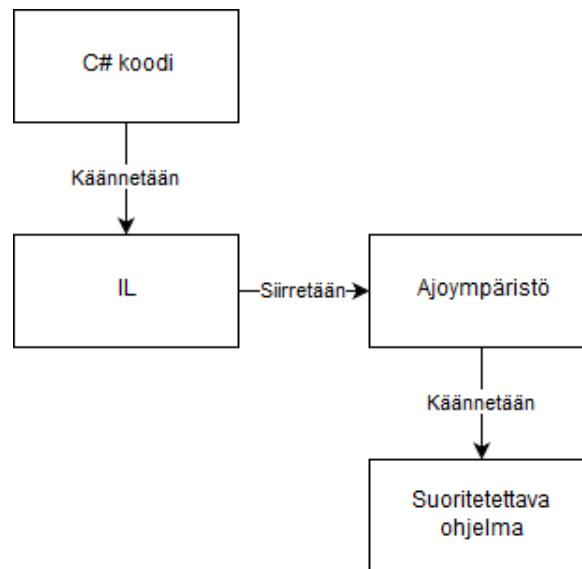 C# koodi
Käännetään
IL
Siirretään
Ajoympäristö
Käännetään
Suoritetettava
ohjelma